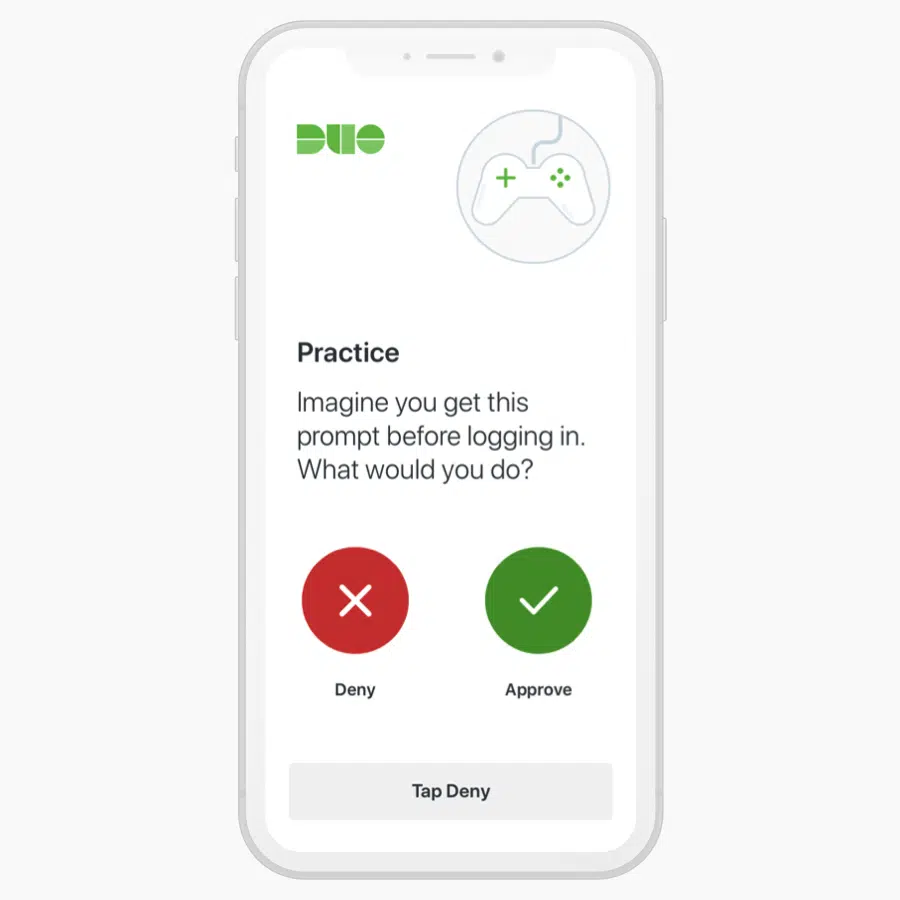 DUO
Practice
Imagine you get this
prompt before logging in.
What would you do?
Deny
Approve
Tap Deny